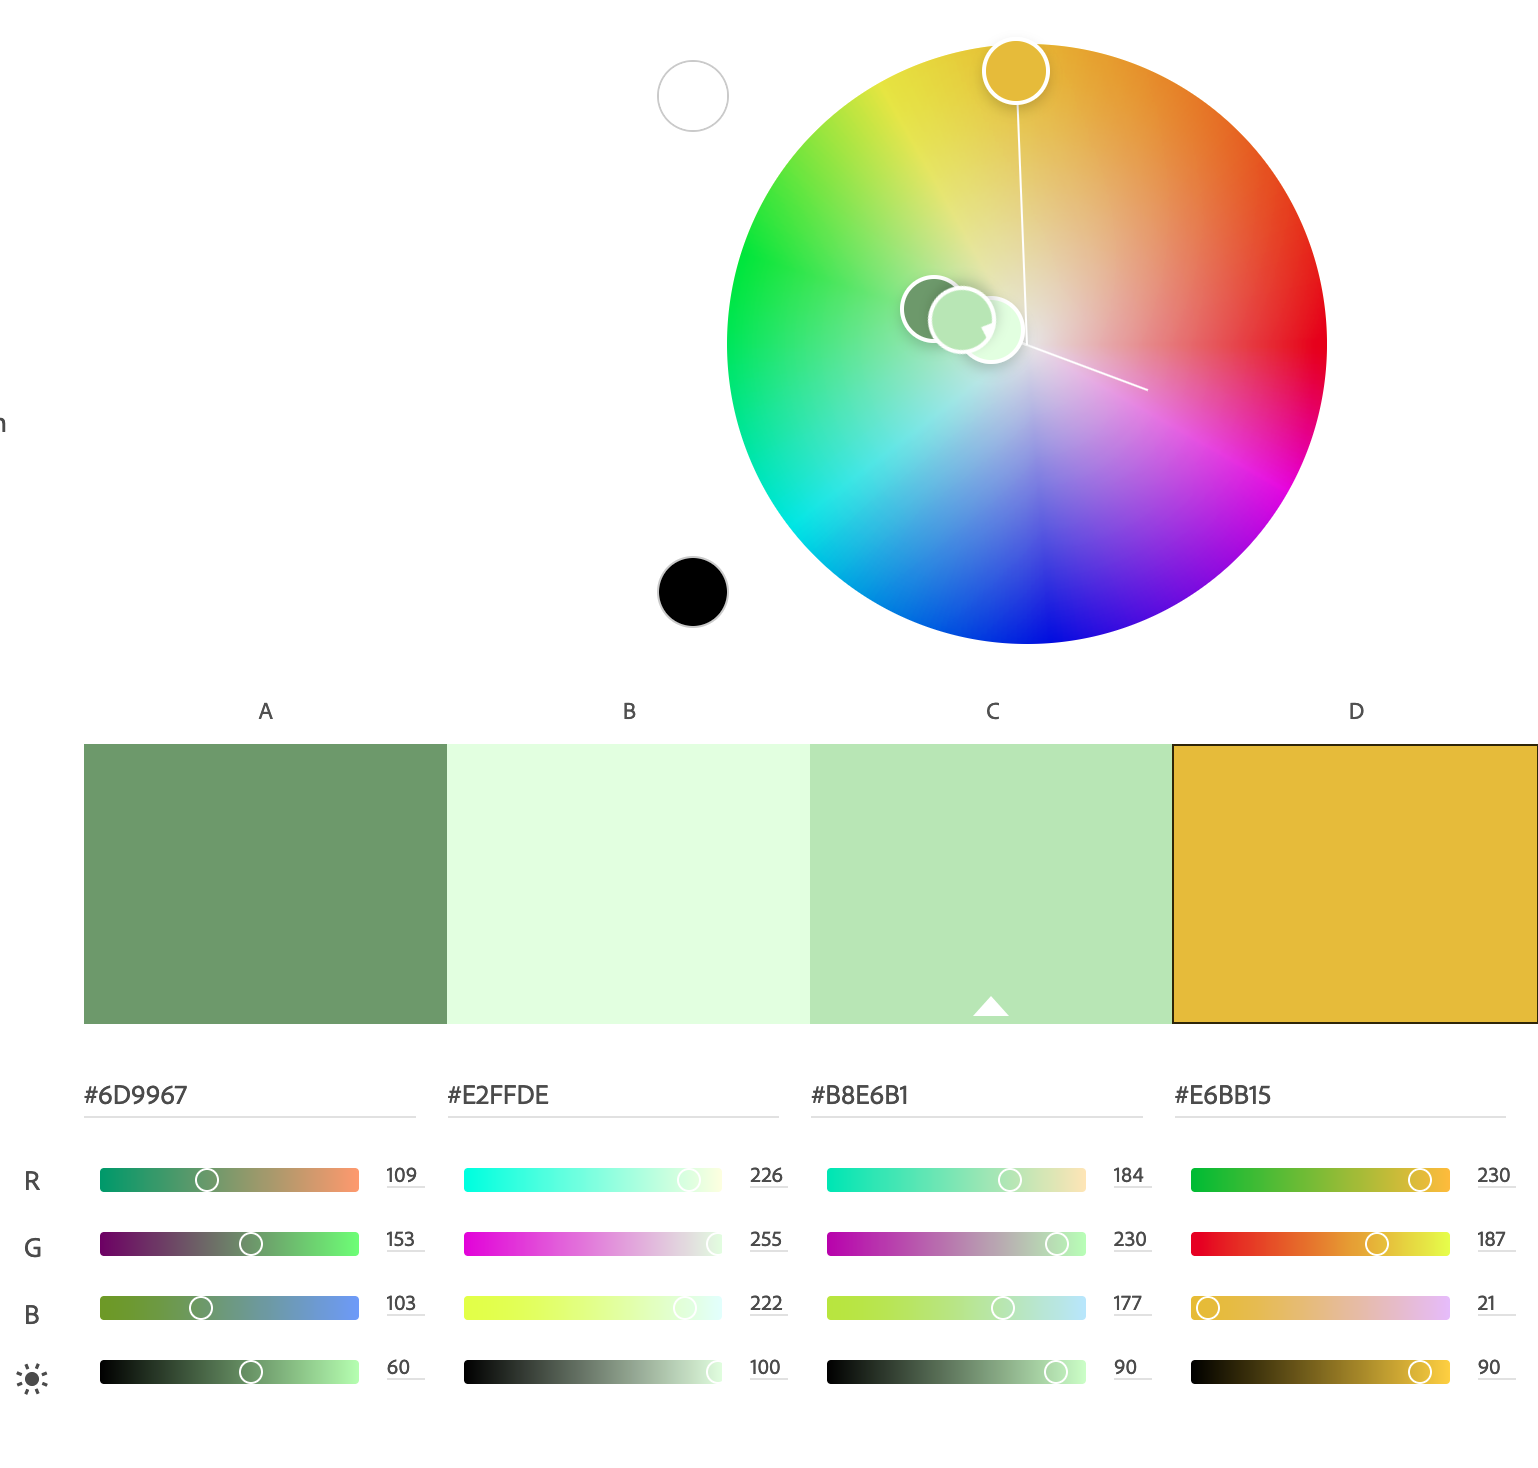 n
A B C D
#6D9967 #E2FFDE #B8E6B1 #E6BB15
R 109 226 184 230
G 153 255 230 187
B 103 222 177 21
60 100 90 90